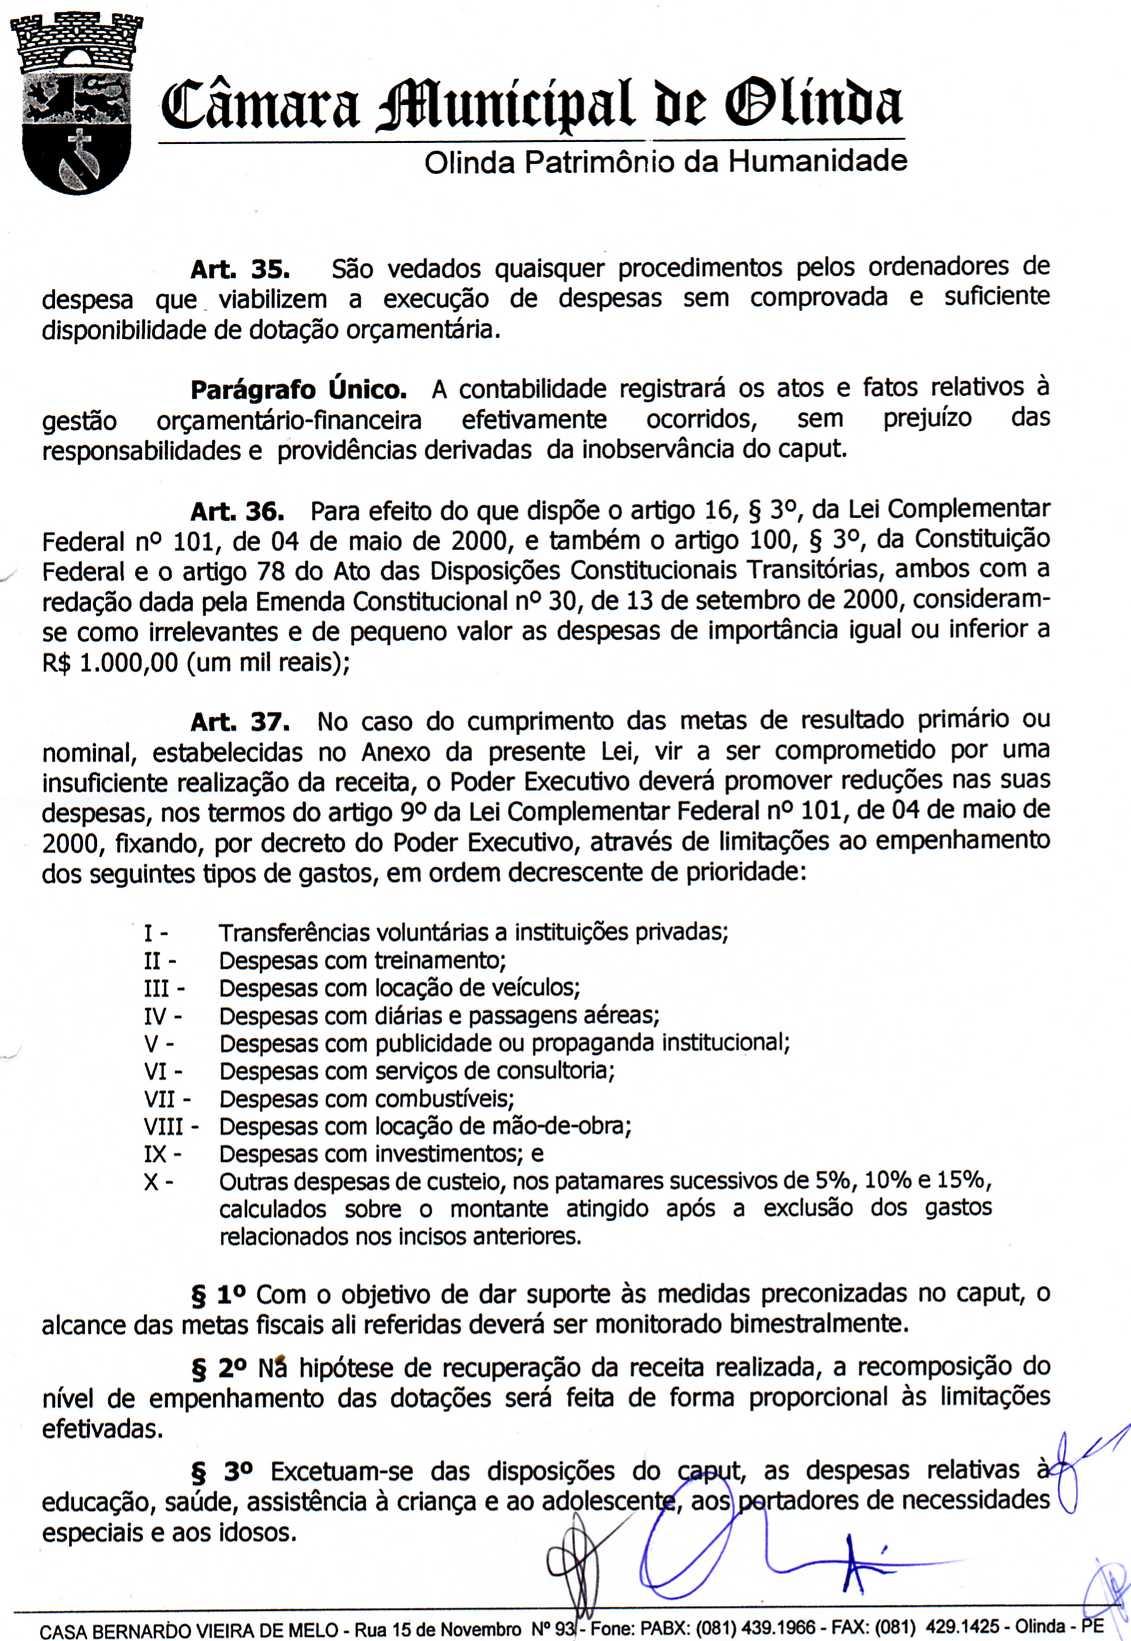 Câmara Municipal de Olinda
Olinda Patrimônio da Humanidade
Art. 35. São vedados quaisquer procedimentos pelos ordenadores de
despesa que viabilizem a execução de despesas sem comprovada e suficiente
disponibilidade de dotação orçamentária.
Parágrafo Único. A contabilidade registrará os atos e fatos relativos à
gestão orçamentário-financeira efetivamente ocorridos, sem prejuízo das
responsabilidades e providências derivadas da inobservância do caput.
Art. 36. Para efeito do que dispõe o artigo 16, § 3º, da Lei Complementar
Federal nº 101, de 04 de maio de 2000, e também o artigo 100, § 3º, da Constituição
Federal e o artigo 78 do Ato das Disposições Constitucionais Transitórias, ambos com a
redação dada pela Emenda Constitucional nº 30, de 13 de setembro de 2000, consideram-
se como irrelevantes e de pequeno valor as despesas de importância igual ou inferior a
R$ 1.000,00 (um mil reais);
Art. 37. No caso do cumprimento das metas de resultado primário ou
nominal, estabelecidas no Anexo da presente Lei, vir a ser comprometido por uma
insuficiente realização da receita, o Poder Executivo deverá promover reduções nas suas
despesas, nos termos do artigo 9º da Lei Complementar Federal nº 101, de 04 de maio de
2000, fixando, por decreto do Poder Executivo, através de limitações ao empenhamento
dos seguintes tipos de gastos, em ordem decrescente de prioridade:
I - Transferências voluntárias a instituições privadas;
II - Despesas com treinamento;
III - Despesas com locação de veículos;
IV - Despesas com diárias e passagens aéreas;
V - Despesas com publicidade ou propaganda institucional;
VI - Despesas com serviços de consultoria;
VII - Despesas com combustíveis;
VIII - Despesas com locação de mão-de-obra;
IX - Despesas com investimentos; e
X - Outras despesas de custeio, nos patamares sucessivos de 5%, 10% e 15%,
calculados sobre o montante atingido após a exclusão dos gastos
relacionados nos incisos anteriores.
§ 1º Com o objetivo de dar suporte às medidas preconizadas no caput, o
alcance das metas fiscais ali referidas deverá ser monitorado bimestralmente.
§ 2º Na hipótese de recuperação da receita realizada, a recomposição do
nível de empenhamento das dotações será feita de forma proporcional às limitações
efetivadas.
§ 3º Excetuam-se das disposições do caput, as despesas relativas à
educação, saúde, assistência à criança e ao adolescente, aos portadores de necessidades
especiais e aos idosos.
CASA BERNARDO VIEIRA DE MELO - Rua 15 de Novembro Nº 93 - Fone: PABX: (081) 439.1966 - FAX: (081) 429.1425 - Olinda - PE